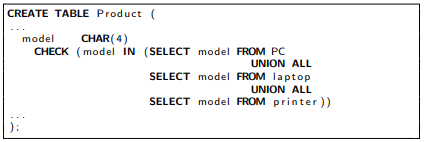 CREATE TABLE Product (
...
model CHAR(4)
CHECK (model IN (SELECT model FROM PC
UNION ALL
SELECT model FROM laptop
UNION ALL
SELECT model FROM printer))
...
);